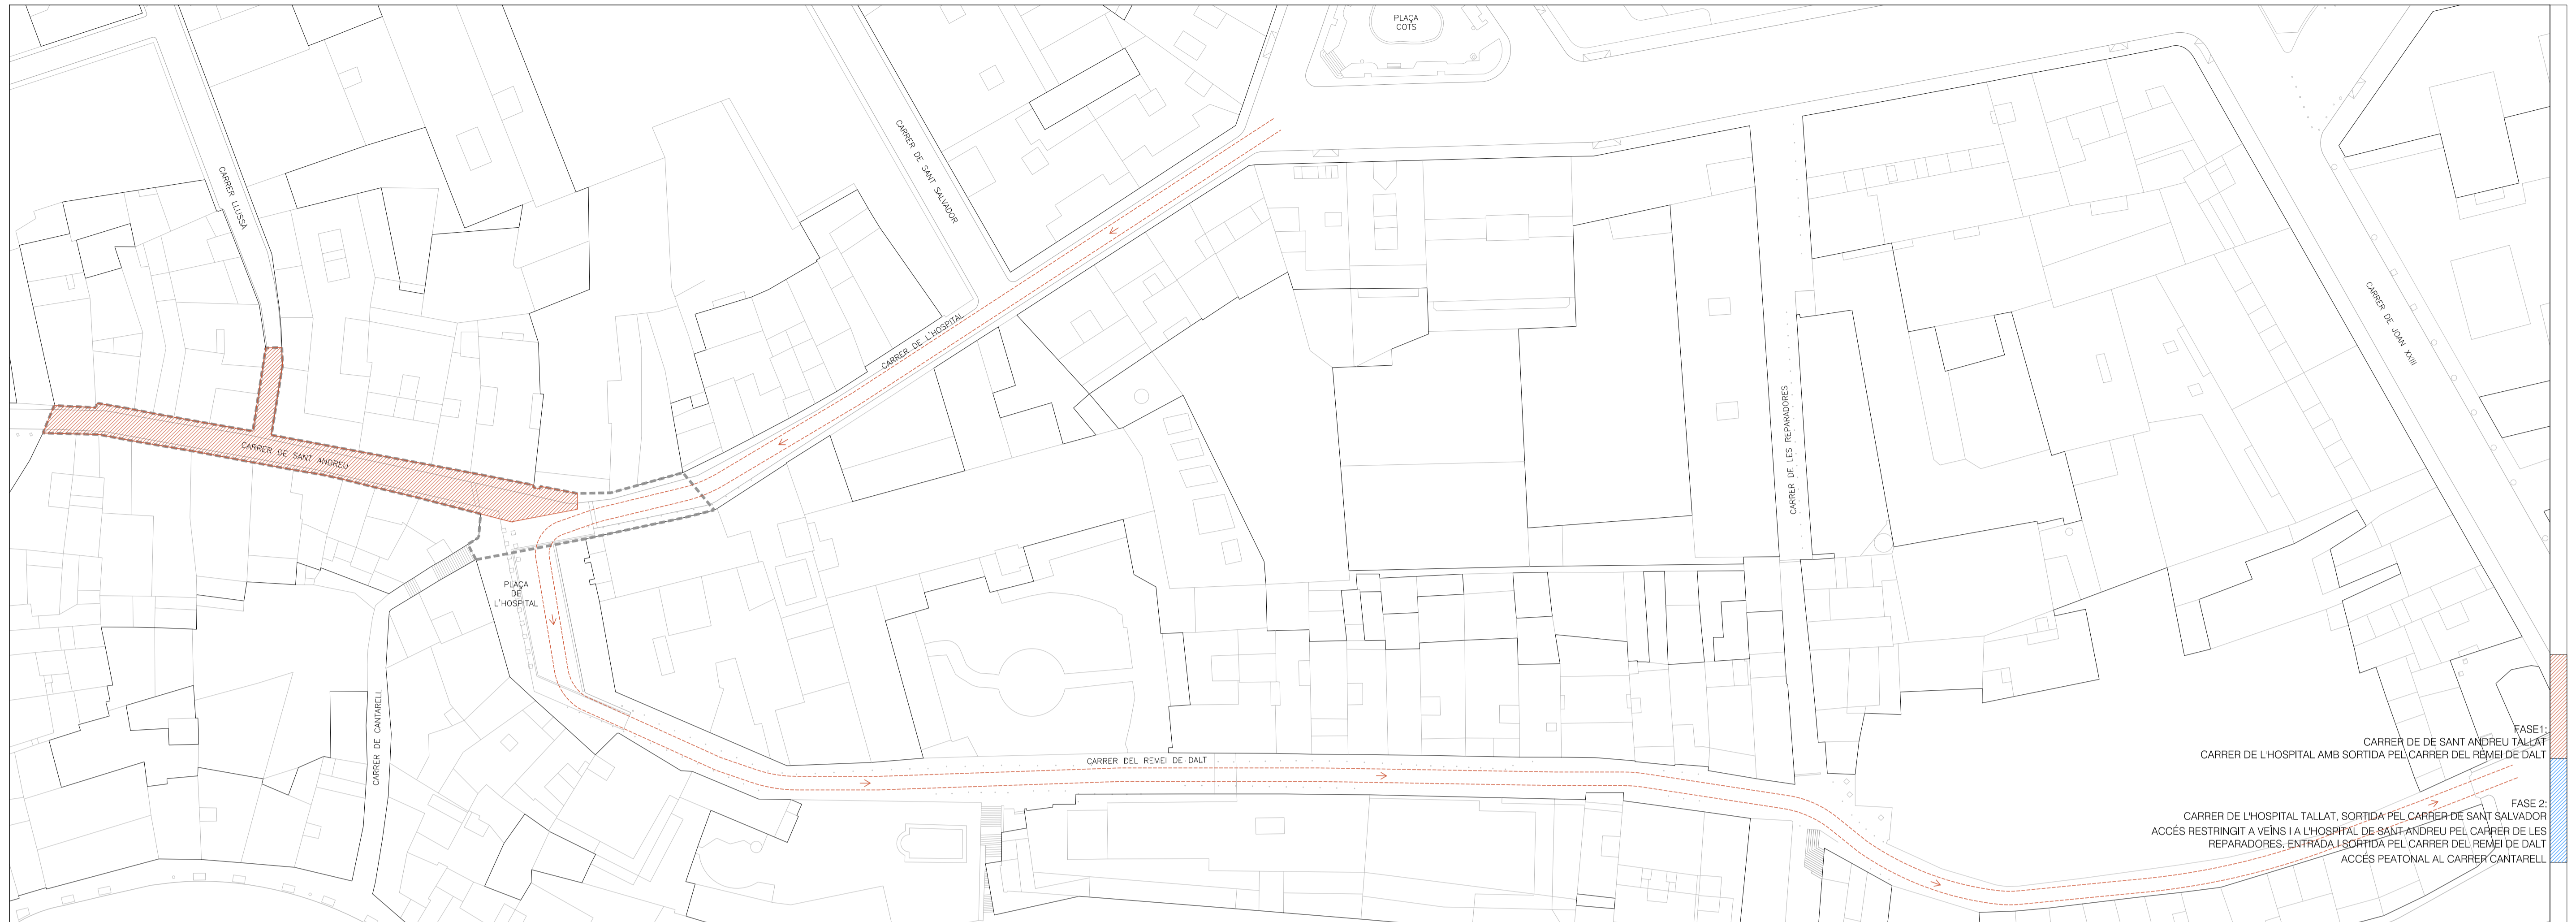 PLAÇA
COTS
CARRER LLUSSÀ
CARRER DE SANT SALVADOR
CARRER DE JOAN XXIII
CARRER DE L'HOSPITAL
CARRER DE LES REPARADORES
CARRER DE SANT ANDREU
PLAÇA
DE
L'HOSPITAL
CARRER DE CANTARELL
CARRER DEL REMEI DE DALT
FASE1:
CARRER DE DE SANT ANDREU TALLAT
CARRER DE L'HOSPITAL AMB SORTIDA PEL CARRER DEL REMEI DE DALT
FASE 2:
CARRER DE L'HOSPITAL TALLAT, SORTIDA PEL CARRER DE SANT SALVADOR
ACCÉS RESTRINGIT A VEÏNS I A L'HOSPITAL DE SANT ANDREU PEL CARRER DE LES
REPARADORES, ENTRADA I SORTIDA PEL CARRER DEL REMEI DE DALT
ACCÉS PEATONAL AL CARRER CANTARELL